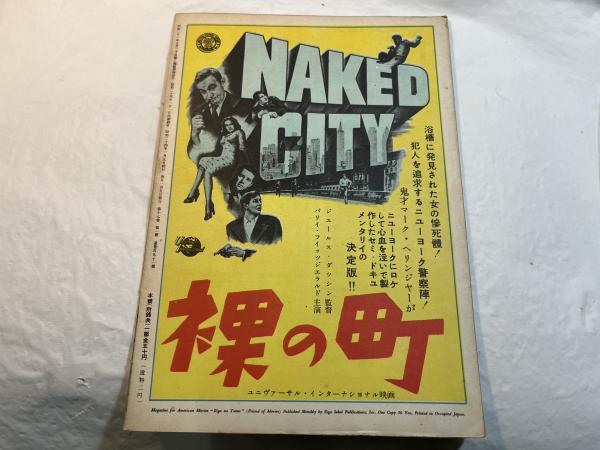 NAKED
CITY
浴槽に発見された女の惨死體！
犯人を追求するニューヨーク警察陣！
鬼才マーク・ヘリンジャーが
ニューヨークにロケ
して心血を注いで製
作したセミ・ドキュ
メンタリイの
決定版!!
ジュールス・ダツシン監督
バリイ・フイッツジエラルド主演
裸の町
ユニヴァーサル・インターナショナル映画
Magazine for American Movies "Eiga no Tomo" (Friend of Movies) Published Monthly by Eiga Sekai Publications, Inc. One Copy 50 Yen, Printed in Occupied Japan.